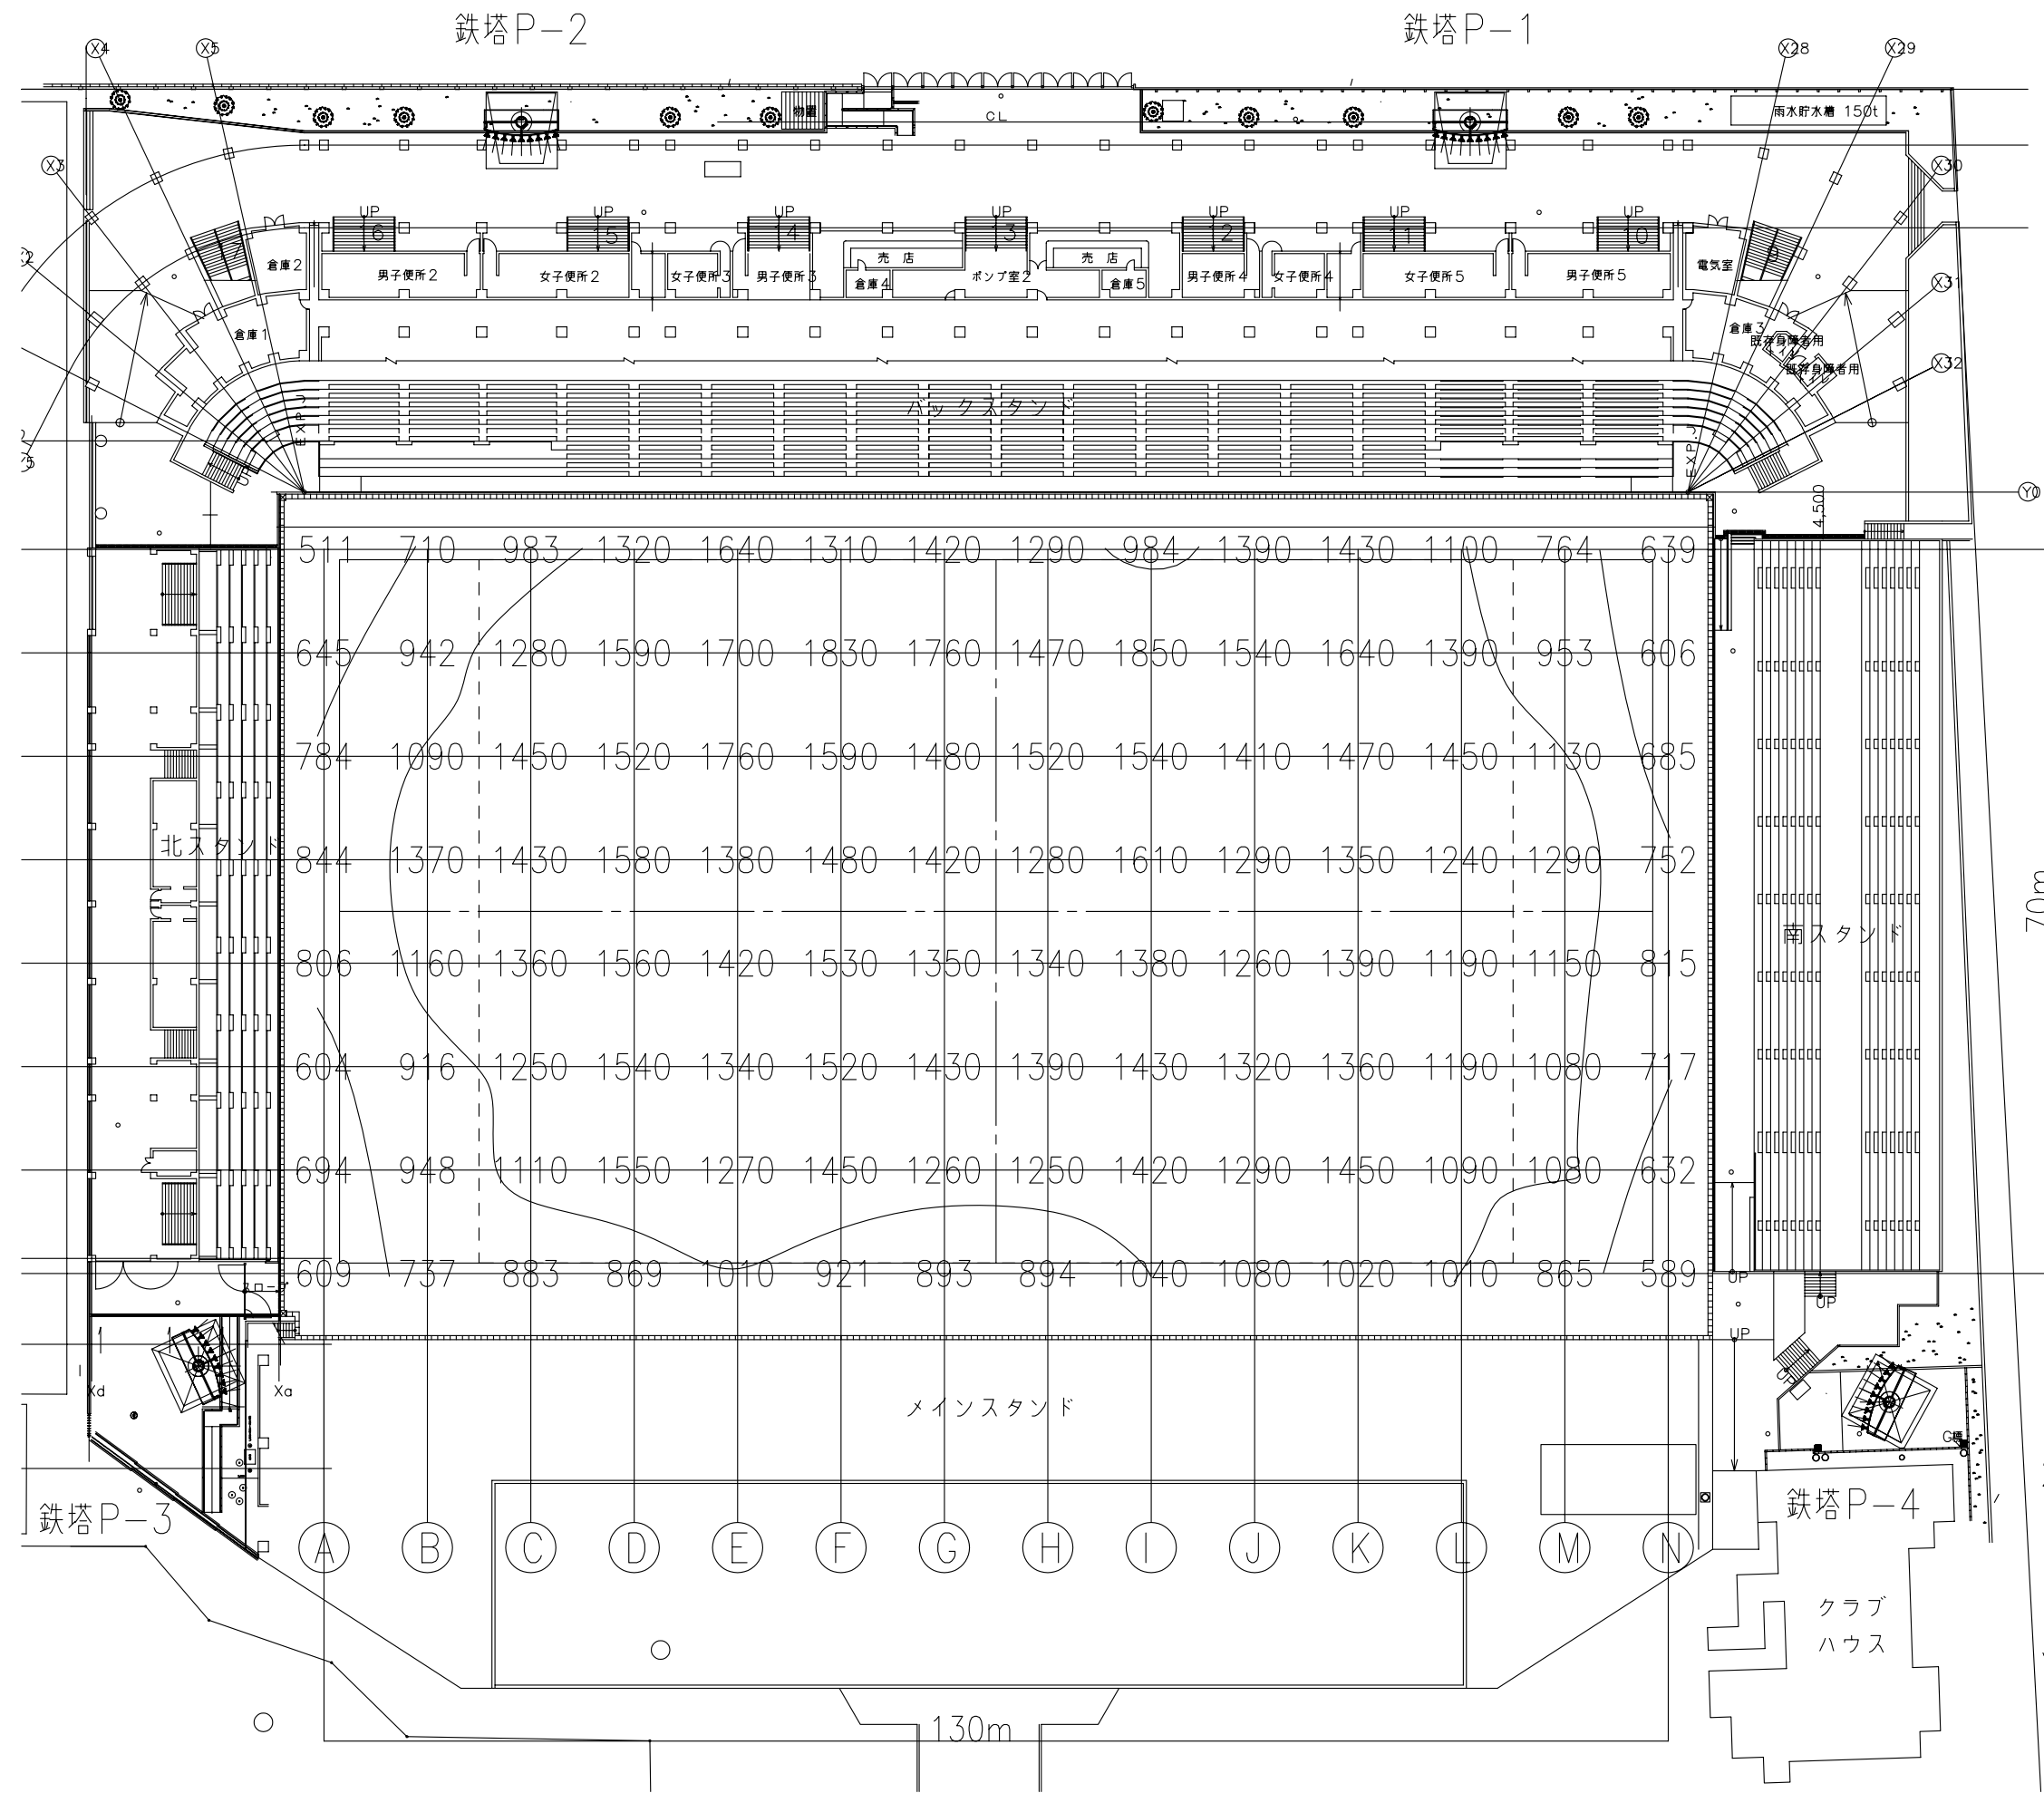 鉄塔P-2
鉄塔P-1
X4
X5
X28
X29
物置
CL
雨水貯水槽 150t
X3
X30
UP
UP
UP
UP
UP
UP
UP
17
16
15
14
13
12
11
10
9
倉庫2
男子便所2
女子便所2
女子便所3
男子便所3
売 店
倉庫4
ポンプ室2
売 店
倉庫5
男子便所4
女子便所4
女子便所5
男子便所5
電気室
X31
倉庫1
倉庫3
既存身障者用
トイレ
既存身障者用
トイレ
X32
バックスタンド
EXP.J
EXP.J
UP
Y0
4,500
511 710 983 1320 1640 1310 1420 1290 984 1390 1430 1100 764 639
645 942 1280 1590 1700 1830 1760 1470 1850 1540 1640 1390 953 606
784 1090 1450 1520 1760 1590 1480 1520 1540 1410 1470 1450 1130 685
北スタンド
844 1370 1430 1580 1380 1480 1420 1280 1610 1290 1350 1240 1290 752
70m
南スタンド
806 1160 1360 1560 1420 1530 1350 1340 1380 1260 1390 1190 1150 815
604 916 1250 1540 1340 1520 1430 1390 1430 1320 1360 1190 1080 717
694 948 1110 1550 1270 1450 1260 1250 1420 1290 1450 1090 1080 632
609 737 883 869 1010 921 893 894 1040 1080 1020 1010 865 589
スロープ
UP
UP
UP
UP
Xd
Xa
メインスタンド
鉄塔P-3
鉄塔P-4
A B C D E F G H I J K L M N
クラブ
ハウス
130m